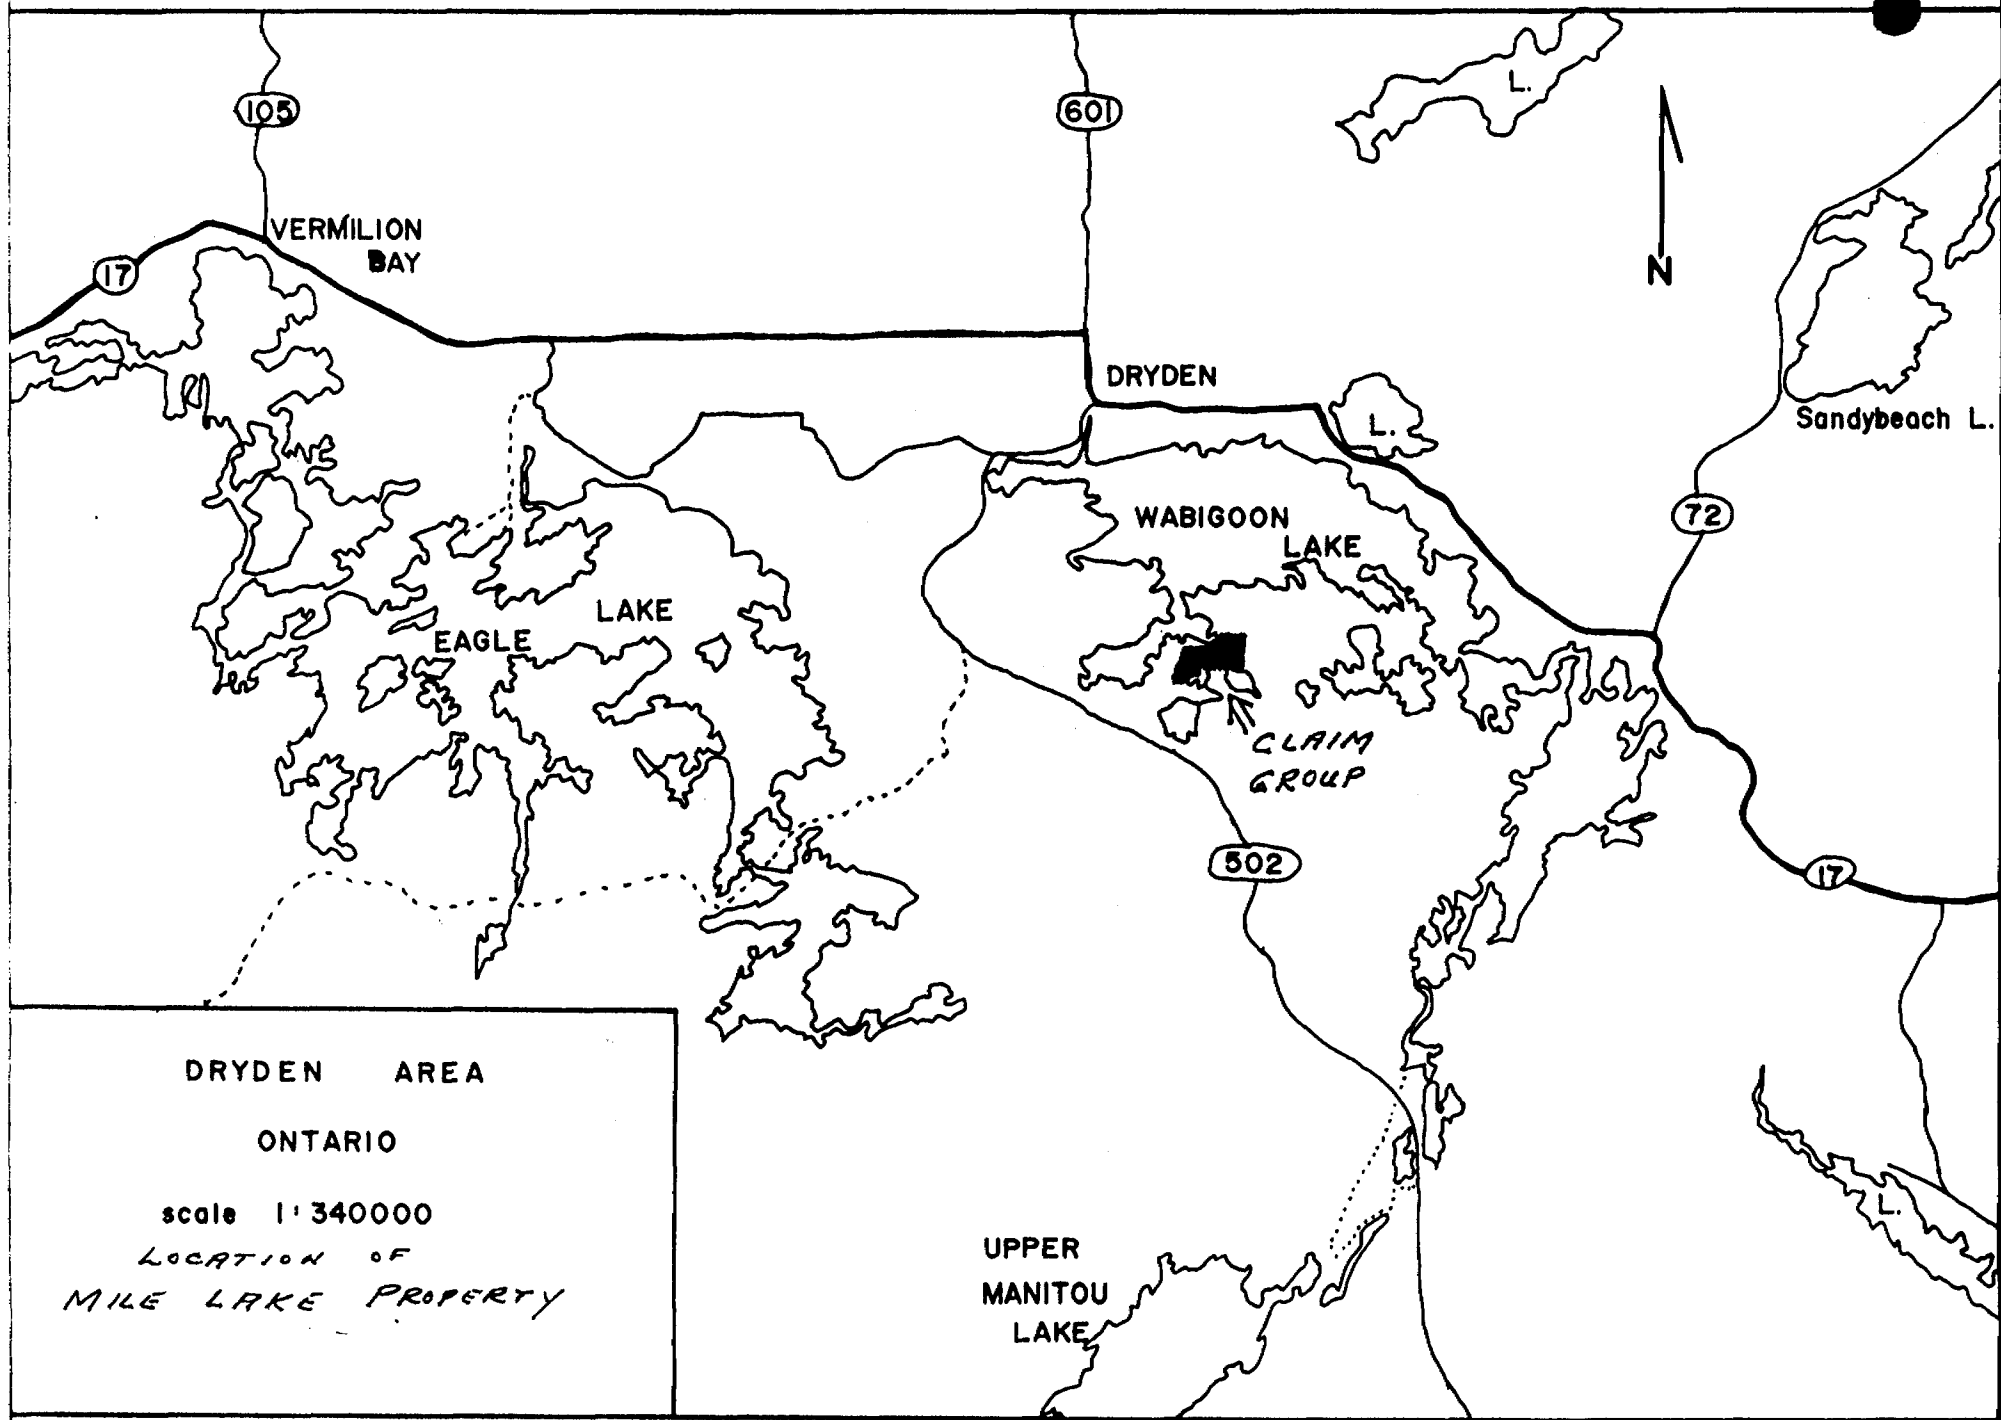 L.
105
601
VERMILION
BAY
17
N
DRYDEN
L.
Sandybeach L.
WABIGOON
LAKE
72
LAKE
EAGLE
CLAIM
GROUP
502
17
DRYDEN AREA
ONTARIO
scale 1:340000
LOCATION OF
MILE LAKE PROPERTY
L.
UPPER
MANITOU
LAKE